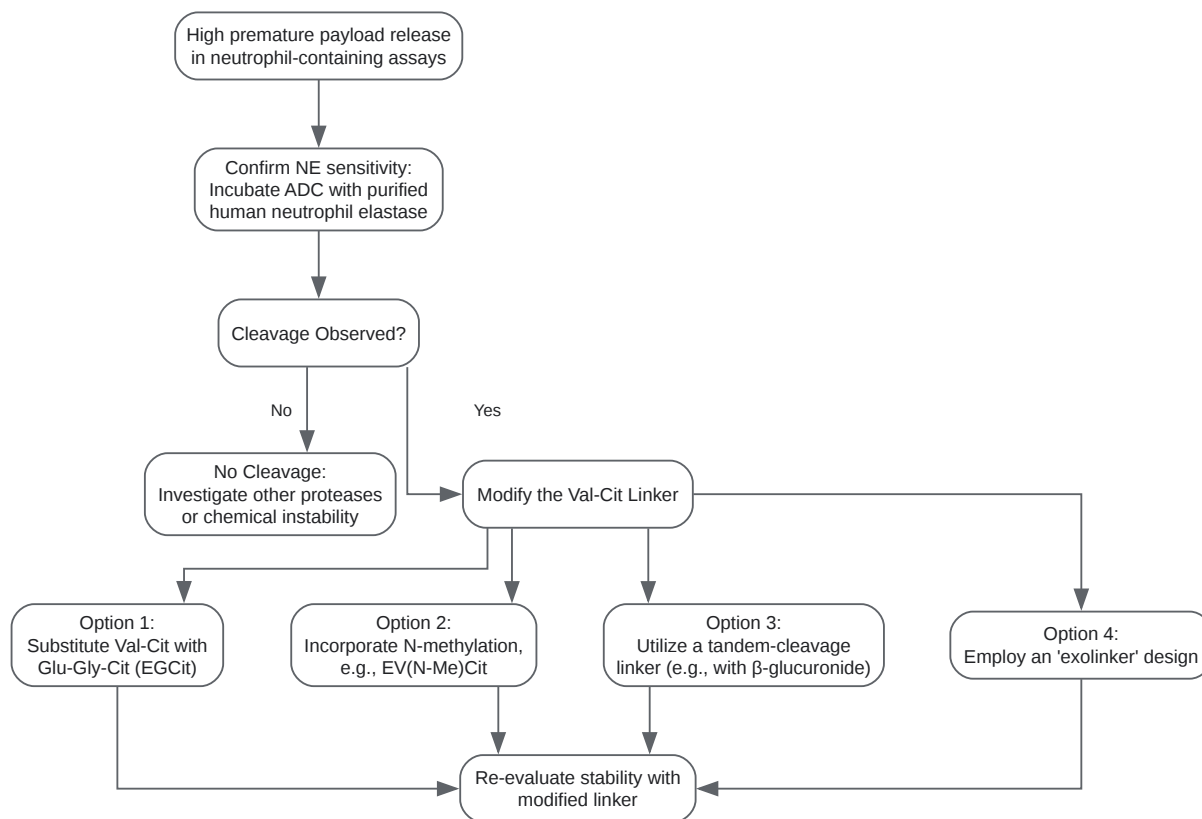 High premature payload release
in neutrophil-containing assays
Confirm NE sensitivity:
Incubate ADC with purified
human neutrophil elastase
Cleavage Observed?
No
Yes
No Cleavage:
Investigate other proteases
or chemical instability
Modify the Val-Cit Linker
Option 1:
Substitute Val-Cit with
Glu-Gly-Cit (EGCit)
Option 2:
Incorporate N-methylation,
e.g., EV(N-Me)Cit
Option 3:
Utilize a tandem-cleavage
linker (e.g., with β-glucuronide)
Option 4:
Employ an 'exolinker' design
Re-evaluate stability with
modified linker